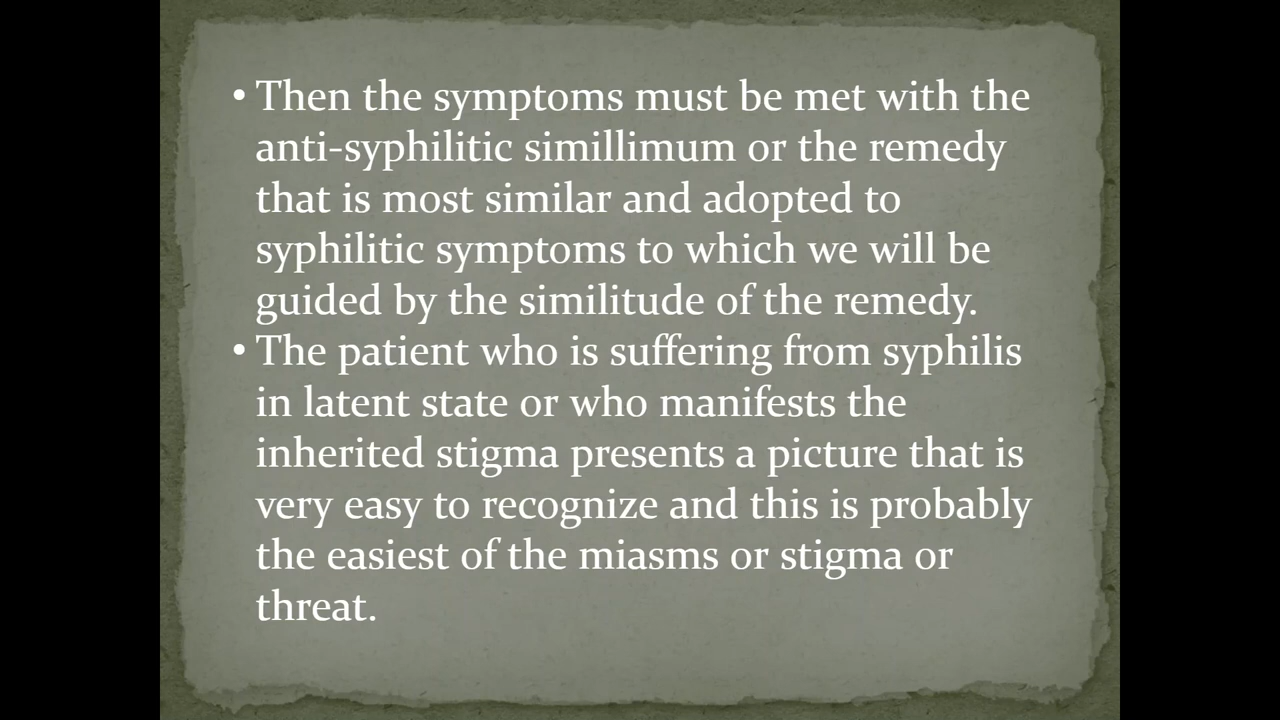 • Then the symptoms must be met with the
anti-syphilitic simillimum or the remedy
that is most similar and adopted to
syphilitic symptoms to which we will be
guided by the similitude of the remedy.
• The patient who is suffering from syphilis
in latent state or who manifests the
inherited stigma presents a picture that is
very easy to recognize and this is probably
the easiest of the miasms or stigma or
threat.